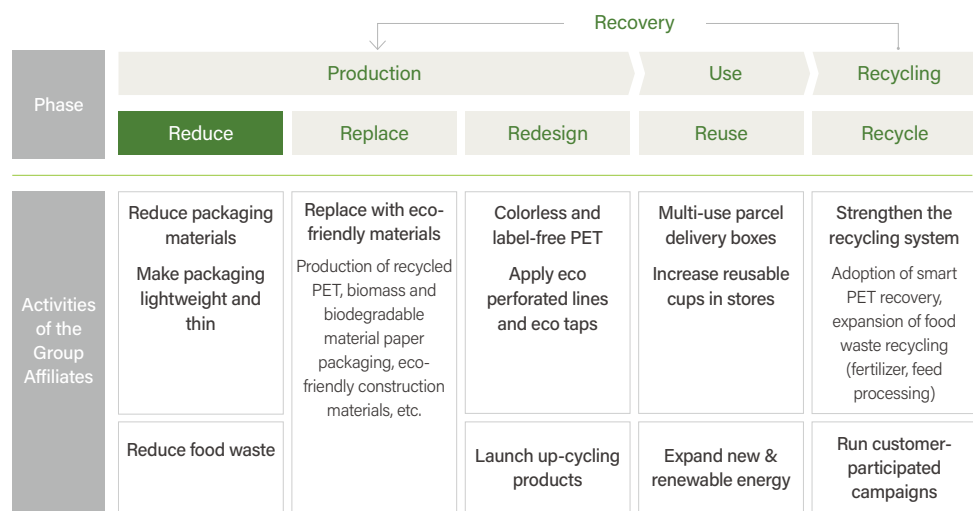 Recovery
Phase
Production
Use
Recycling
Reduce
Replace
Redesign
Reuse
Recycle
Activities
of the
Group
Affiliates
Reduce packaging
materials
Make packaging
lightweight and
thin
Replace with eco-
friendly materials
Production of recycled
PET, biomass and
biodegradable
material paper
packaging, eco-
friendly construction
materials, etc.
Colorless and
label-free PET
Apply eco
perforated lines
and eco taps
Multi-use parcel
delivery boxes
Increase reusable
cups in stores
Strengthen the
recycling system
Adoption of smart
PET recovery,
expansion of food
waste recycling
(fertilizer, feed
processing)
Reduce food waste
Launch up-cycling
products
Expand new &
renewable energy
Run customer-
participated
campaigns